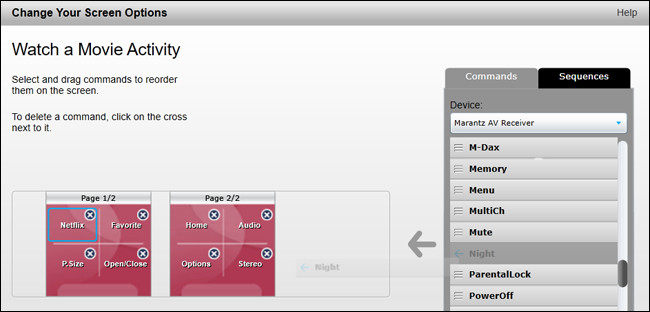 Change Your Screen Options
Help
Watch a Movie Activity
Select and drag commands to reorder
them on the screen.
To delete a command, click on the cross
next to it.
Commands
Sequences
Device:
Marantz AV Receiver
M-Dax
Memory
Menu
MultiCh
Mute
Night
ParentalLock
PowerOff
Page 1/2
Netflix
Favorite
P.Size
Open/Close
Page 2/2
Home
Audio
Options
Stereo
Night